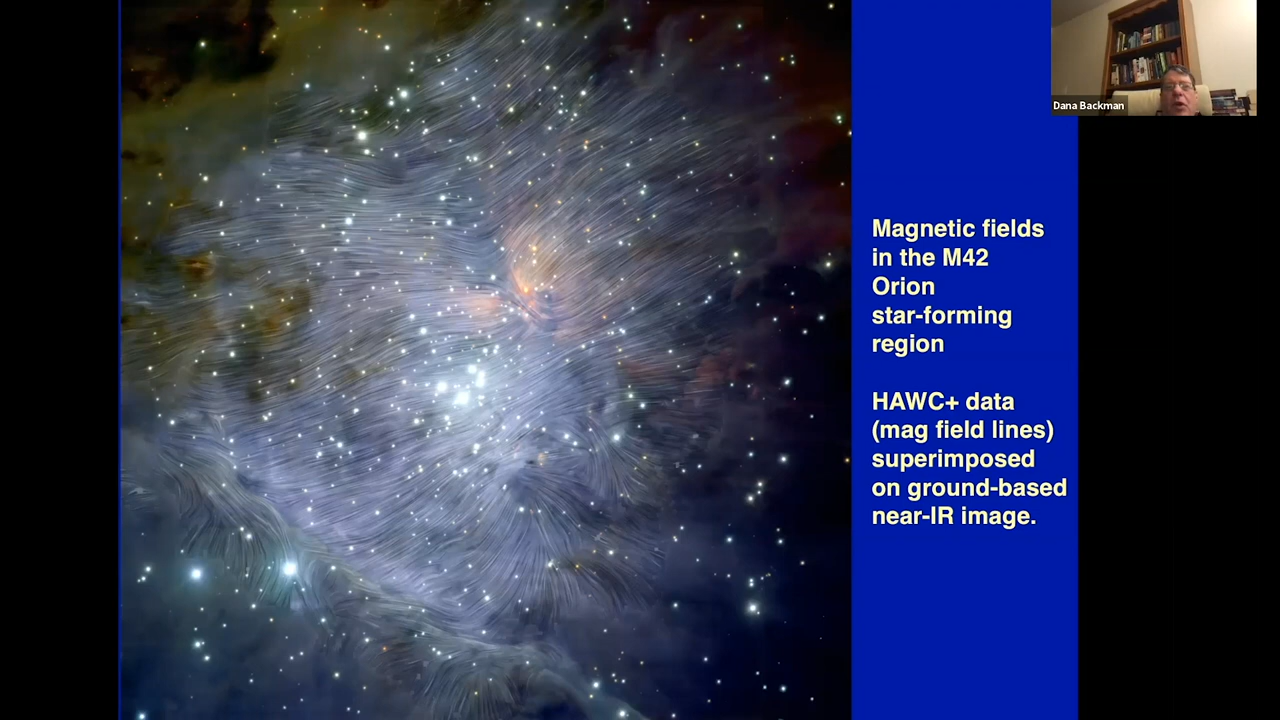 Dana Backman
Magnetic fields
in the M42
Orion
star-forming
region
HAWC+ data
(mag field lines)
superimposed
on ground-based
near-IR image.